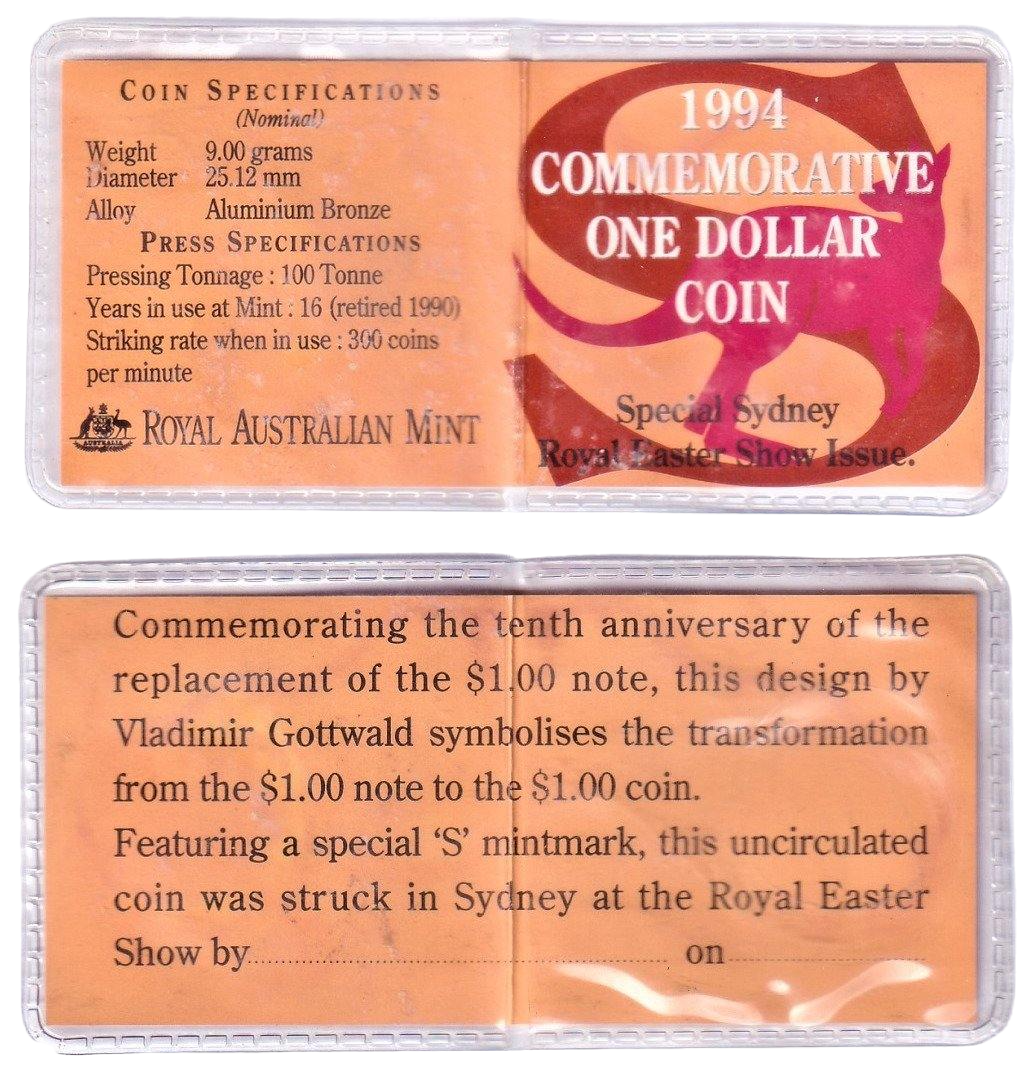 COIN SPECIFICATIONS
(Nominal)
Weight 9.00 grams
Diameter 25.12 mm
Alloy Aluminium Bronze
PRESS SPECIFICATIONS
Pressing Tonnage : 100 Tonne
Years in use at Mint : 16 (retired 1990)
Striking rate when in use : 300 coins
per minute
AUSTRALIA
ROYAL AUSTRALIAN MINT
1994
COMMEMORATIVE
ONE DOLLAR
COIN
Special Sydney
Royal Easter Show Issue.
Commemorating the tenth anniversary of the
replacement of the $1.00 note, this design by
Vladimir Gottwald symbolises the transformation
from the $1.00 note to the $1.00 coin.
Featuring a special ‘S’ mintmark, this uncirculated
coin was struck in Sydney at the Royal Easter
Show by.............................. on..............................